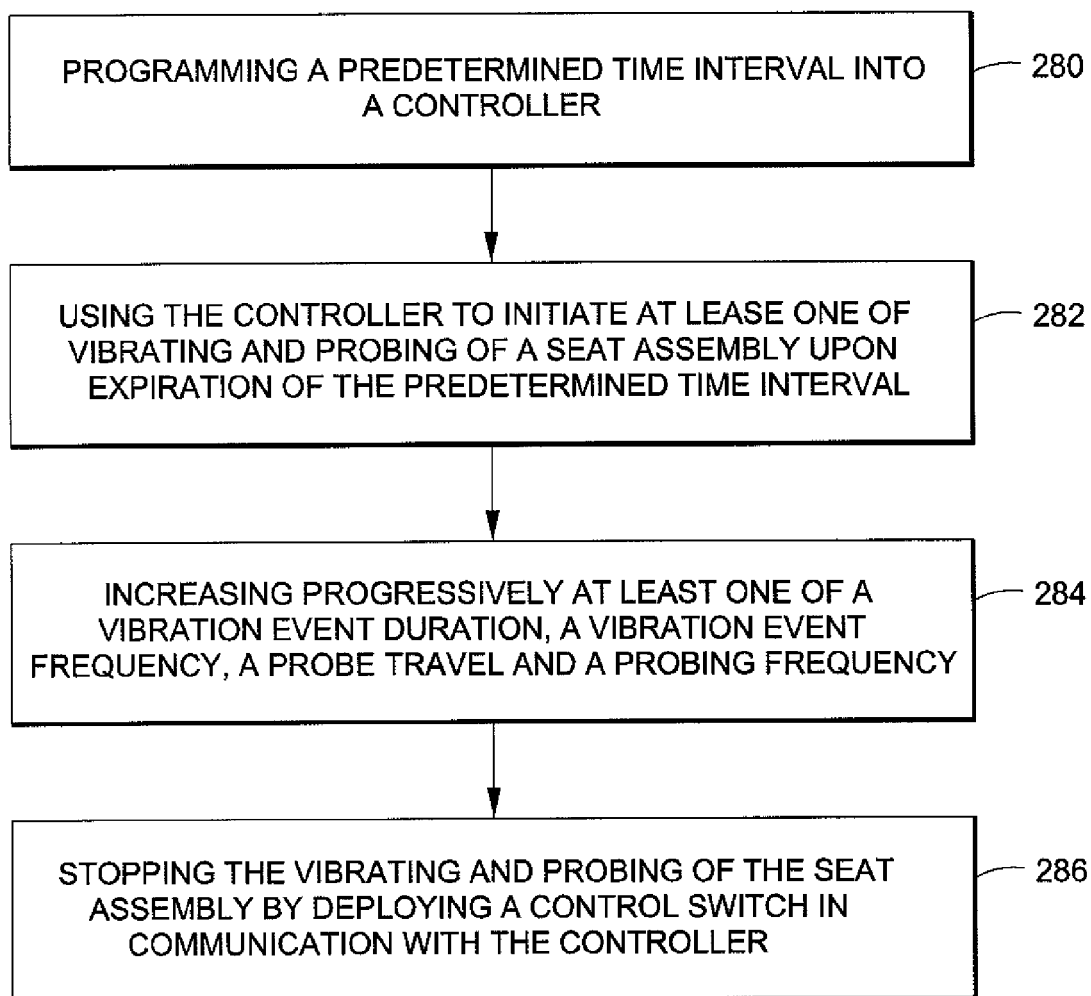 PROGRAMMING A PREDETERMINED TIME INTERVAL INTO
A CONTROLLER
280
USING THE CONTROLLER TO INITIATE AT LEASE ONE OF
VIBRATING AND PROBING OF A SEAT ASSEMBLY UPON
EXPIRATION OF THE PREDETERMINED TIME INTERVAL
282
INCREASING PROGRESSIVELY AT LEAST ONE OF A
VIBRATION EVENT DURATION, A VIBRATION EVENT
FREQUENCY, A PROBE TRAVEL AND A PROBING FREQUENCY
284
STOPPING THE VIBRATING AND PROBING OF THE SEAT
ASSEMBLY BY DEPLOYING A CONTROL SWITCH IN
COMMUNICATION WITH THE CONTROLLER
286